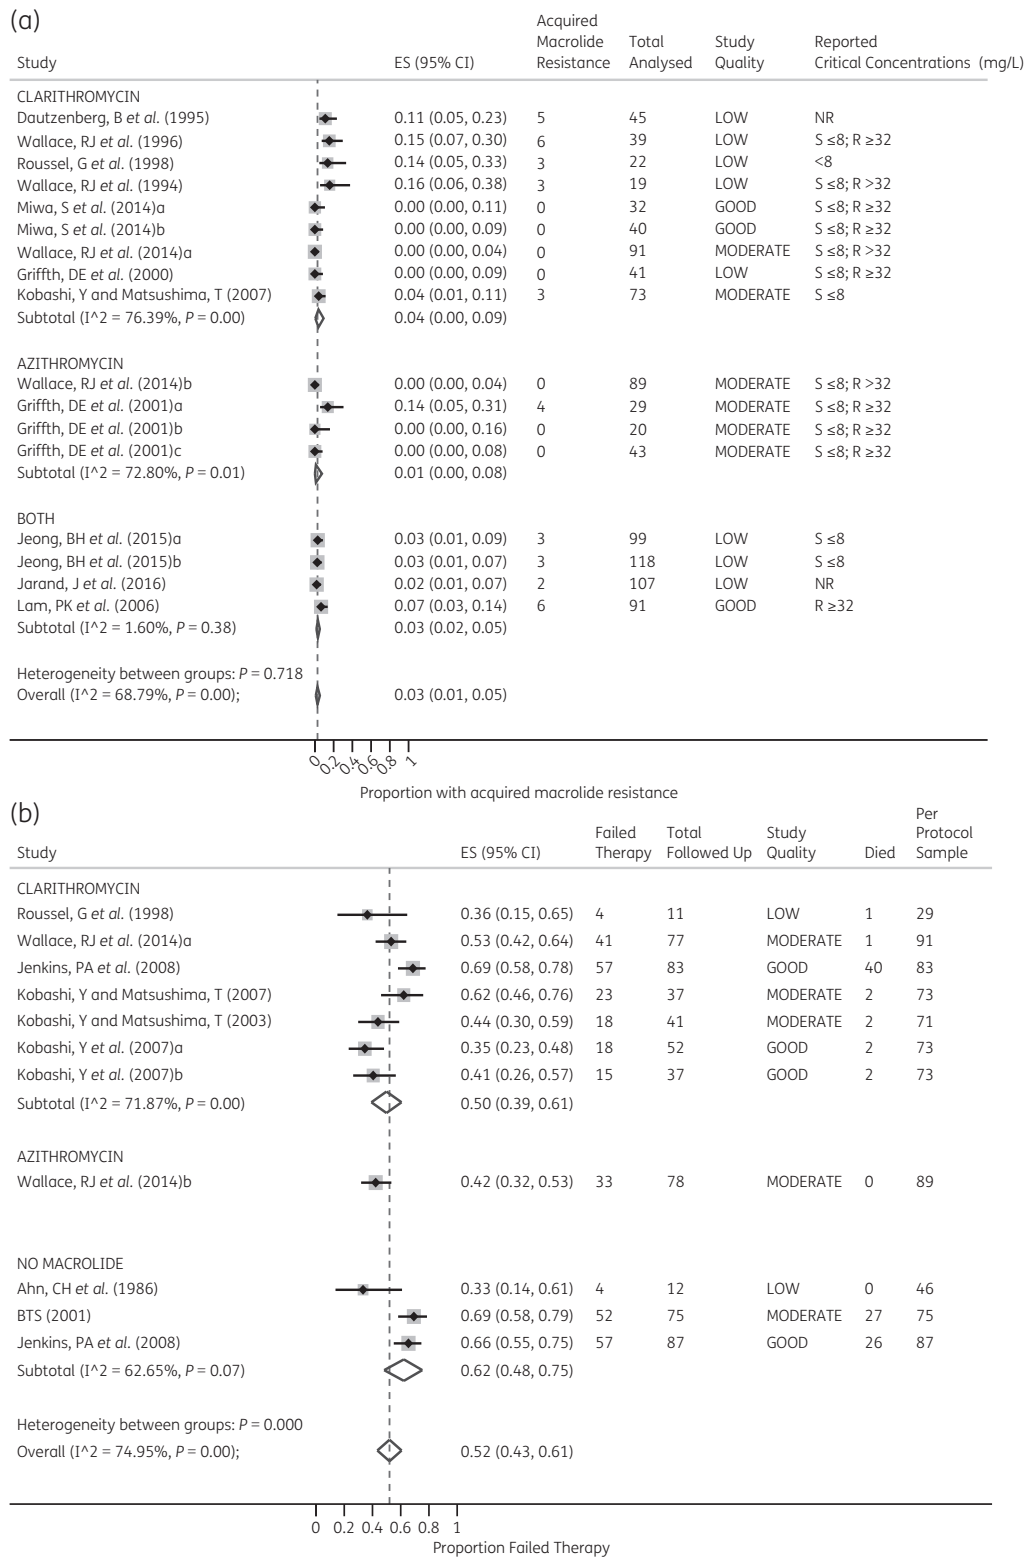 (a)
Study ES (95% CI) Acquired Macrolide Resistance Total Analysed Study Quality Reported Critical Concentrations (mg/L)
CLARITHROMYCIN
Dautzenberg, B et al. (1995) 0.11 (0.05, 0.23) 5 45 LOW NR
Wallace, RJ et al. (1996) 0.15 (0.07, 0.30) 6 39 LOW S ≤8; R ≥32
Roussel, G et al. (1998) 0.14 (0.05, 0.33) 3 22 LOW <8
Wallace, RJ et al. (1994) 0.16 (0.06, 0.38) 3 19 LOW S ≤8; R >32
Miwa, S et al. (2014)a 0.00 (0.00, 0.11) 0 32 GOOD S ≤8; R ≥32
Miwa, S et al. (2014)b 0.00 (0.00, 0.09) 0 40 GOOD S ≤8; R ≥32
Wallace, RJ et al. (2014)a 0.00 (0.00, 0.04) 0 91 MODERATE S ≤8; R >32
Griffth, DE et al. (2000) 0.00 (0.00, 0.09) 0 41 LOW S ≤8; R ≥32
Kobashi, Y and Matsushima, T (2007) 0.04 (0.01, 0.11) 3 73 MODERATE S ≤8
Subtotal (I^2 = 76.39%, P = 0.00) 0.04 (0.00, 0.09)
AZITHROMYCIN
Wallace, RJ et al. (2014)b 0.00 (0.00, 0.04) 0 89 MODERATE S ≤8; R >32
Griffth, DE et al. (2001)a 0.14 (0.05, 0.31) 4 29 MODERATE S ≤8; R ≥32
Griffth, DE et al. (2001)b 0.00 (0.00, 0.16) 0 20 MODERATE S ≤8; R ≥32
Griffth, DE et al. (2001)c 0.00 (0.00, 0.08) 0 43 MODERATE S ≤8; R ≥32
Subtotal (I^2 = 72.80%, P = 0.01) 0.01 (0.00, 0.08)
BOTH
Jeong, BH et al. (2015)a 0.03 (0.01, 0.09) 3 99 LOW S ≤8
Jeong, BH et al. (2015)b 0.03 (0.01, 0.07) 3 118 LOW S ≤8
Jarand, J et al. (2016) 0.02 (0.01, 0.07) 2 107 LOW NR
Lam, PK et al. (2006) 0.07 (0.03, 0.14) 6 91 GOOD R ≥32
Subtotal (I^2 = 1.60%, P = 0.38) 0.03 (0.02, 0.05)
Heterogeneity between groups: P = 0.718
Overall (I^2 = 68.79%, P = 0.00); 0.03 (0.01, 0.05)
0 0.2 0.4 0.6 0.8 1
Proportion with acquired macrolide resistance
(b)
Study ES (95% CI) Failed Therapy Total Followed Up Study Quality Died Per Protocol Sample
CLARITHROMYCIN
Roussel, G et al. (1998) 0.36 (0.15, 0.65) 4 11 LOW 1 29
Wallace, RJ et al. (2014)a 0.53 (0.42, 0.64) 41 77 MODERATE 1 91
Jenkins, PA et al. (2008) 0.69 (0.58, 0.78) 57 83 GOOD 40 83
Kobashi, Y and Matsushima, T (2007) 0.62 (0.46, 0.76) 23 37 MODERATE 2 73
Kobashi, Y and Matsushima, T (2003) 0.44 (0.30, 0.59) 18 41 MODERATE 2 71
Kobashi, Y et al. (2007)a 0.35 (0.23, 0.48) 18 52 GOOD 2 73
Kobashi, Y et al. (2007)b 0.41 (0.26, 0.57) 15 37 GOOD 2 73
Subtotal (I^2 = 71.87%, P = 0.00) 0.50 (0.39, 0.61)
AZITHROMYCIN
Wallace, RJ et al. (2014)b 0.42 (0.32, 0.53) 33 78 MODERATE 0 89
NO MACROLIDE
Ahn, CH et al. (1986) 0.33 (0.14, 0.61) 4 12 LOW 0 46
BTS (2001) 0.69 (0.58, 0.79) 52 75 MODERATE 27 75
Jenkins, PA et al. (2008) 0.66 (0.55, 0.75) 57 87 GOOD 26 87
Subtotal (I^2 = 62.65%, P = 0.07) 0.62 (0.48, 0.75)
Heterogeneity between groups: P = 0.000
Overall (I^2 = 74.95%, P = 0.00); 0.52 (0.43, 0.61)
0 0.2 0.4 0.6 0.8 1
Proportion Failed Therapy